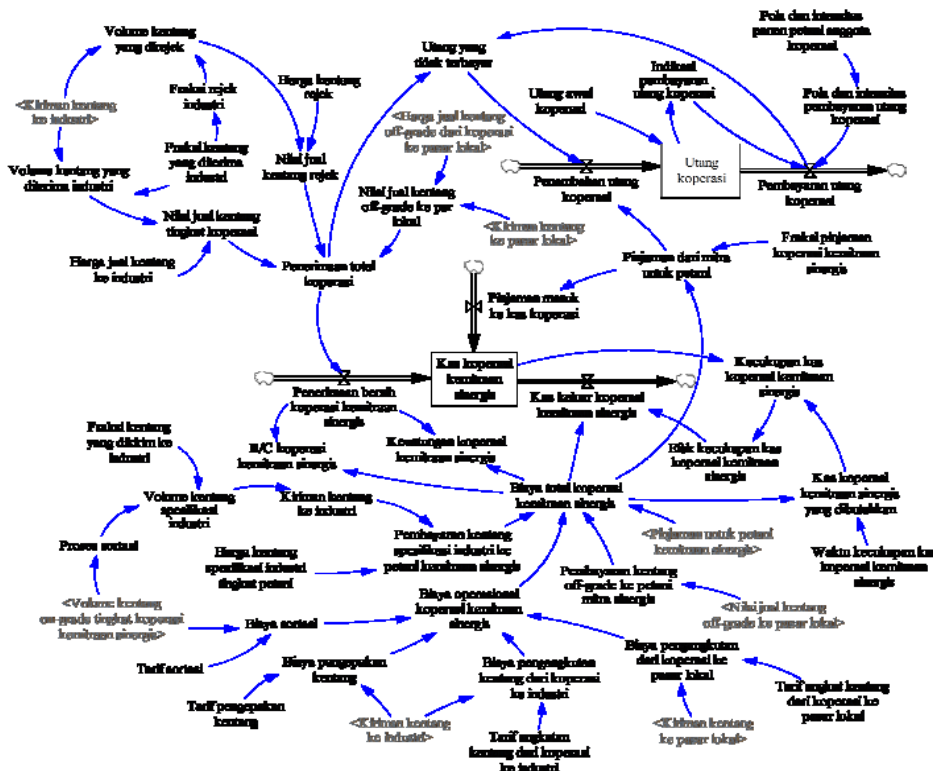 Volume kentang
yang direjek
Fraksi rejek
industri
Harga kentang
rejek
<Kiriman kentang
ke industri>
Fraksi kentang
yang diterima
industri
Volume kentang yang
diterima industri
Nilai jual
kentang rejek
Nilai jual kentang
tingkat koperasi
Harga jual kentang
ke industri
Penerimaan total
koperasi
Utang yang
tidak terbayar
<Harga jual kentang
off-grade dari koperasi
ke pasar lokal>
Nilai jual kentang
off-grade ke par
lokal
<Kiriman kentang
ke pasar lokal>
Utang awal
koperasi
Indikasi
pembayaran
utang koperasi
Pola dan intensitas
panen petani anggota
koperasi
Pola dan intensitas
pembayaran utang
koperasi
Penambahan utang
koperasi
Utang
koperasi
Pembayaran utang
koperasi
Pinjaman dari mitra
untuk petani
Fraksi pinjaman
koperasi kemitraan
sinergis
Pinjaman masuk
ke kas koperasi
Penerimaan bersih
koperasi kemitraan
sinergis
Kas koperasi
kemitraan
sinergis
Kas keluar koperasi
kemitraan sinergis
Kecukupan kas
koperasi kemitraan
sinergis
Efek kecukupan kas
koperasi kemitraan
sinergis
Kas koperasi
kemitraan sinergis
yang dibutuhkan
Waktu kecukupan kas
koperasi kemitraan
sinergis
R/C koperasi
kemitraan sinergis
Keuntungan koperasi
kemitraan sinergis
Biaya total koperasi
kemitraan sinergis
<Pinjaman untuk petani
kemitraan sinergis>
Fraksi kentang
yang dikirim ke
industri
Volume kentang
spesifikasi
industri
Kiriman kentang
ke industri
Proses sortasi
Harga kentang
spesifikasi industri
tingkat petani
Pembayaran kentang
spesifikasi industri ke
petani kemitraan sinergis
Pembayaran kentang
off-grade ke petani
mitra sinergis
<Nilai jual kentang
off-grade ke pasar lokal>
<Volume kentang
on-grade tingkat koperasi
kemitraan sinergis>
Biaya sortasi
Tarif sortasi
Biaya operasional
koperasi kemitraan
sinergis
Biaya pengepakan
kentang
Tarif pengepakan
kentang
<Kiriman kentang
ke industri>
Biaya pengangkutan
kentang dari koperasi
ke industri
Tarif angkutan
kentang dari koperasi
ke industri
Biaya pengangkutan
dari koperasi ke
pasar lokal
<Kiriman kentang
ke pasar lokal>
Tarif angkut kentang
dari koperasi ke
pasar lokal